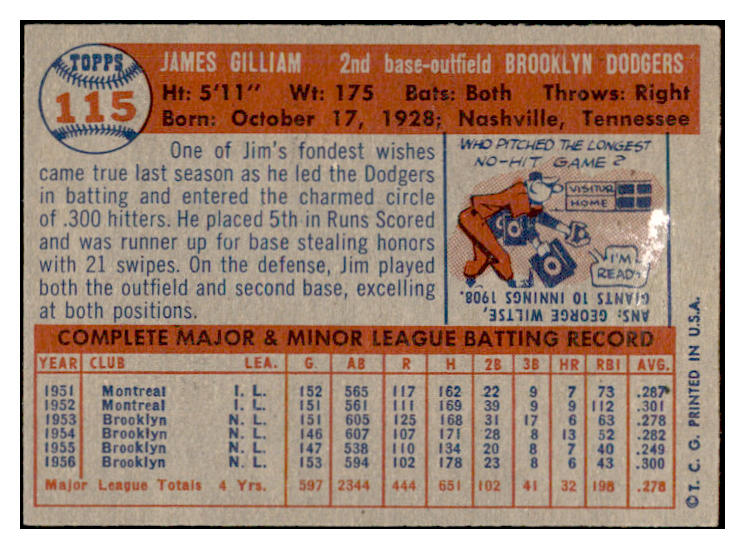 TOPPS
115
JAMES GILLIAM 2nd base-outfield BROOKLYN DODGERS
Ht: 5'11" Wt: 175 Bats: Both Throws: Right
Born: October 17, 1928; Nashville, Tennessee
One of Jim's fondest wishes
came true last season as he led the Dodgers
in batting and entered the charmed circle
of .300 hitters. He placed 5th in Runs Scored
and was runner up for base stealing honors
with 21 swipes. On the defense, Jim played
both the outfield and second base, excelling
at both positions.
WHO PITCHED THE LONGEST
NO-HIT GAME?
VISITUR
HOME
I'M
READY
ANS: GEORGE WILTSE,
GIANTS 10 INNINGS 1908.
COMPLETE MAJOR & MINOR LEAGUE BATTING RECORD
YEAR CLUB LEA. G. AB R H 2B 3B HR RBI AVG.
1951 Montreal I. L. 152 565 117 162 22 9 7 73 .287
1952 Montreal I. L. 151 561 111 169 39 9 9 112 .301
1953 Brooklyn N. L. 151 605 125 168 31 17 6 63 .278
1954 Brooklyn N. L. 146 607 107 171 28 8 13 52 .282
1955 Brooklyn N. L. 147 538 110 134 20 8 7 40 .249
1956 Brooklyn N. L. 153 594 102 178 23 8 6 43 .300
Major League Totals 4 Yrs. 597 2344 444 651 102 41 32 198 .278
© T. C. G. PRINTED IN U.S.A.